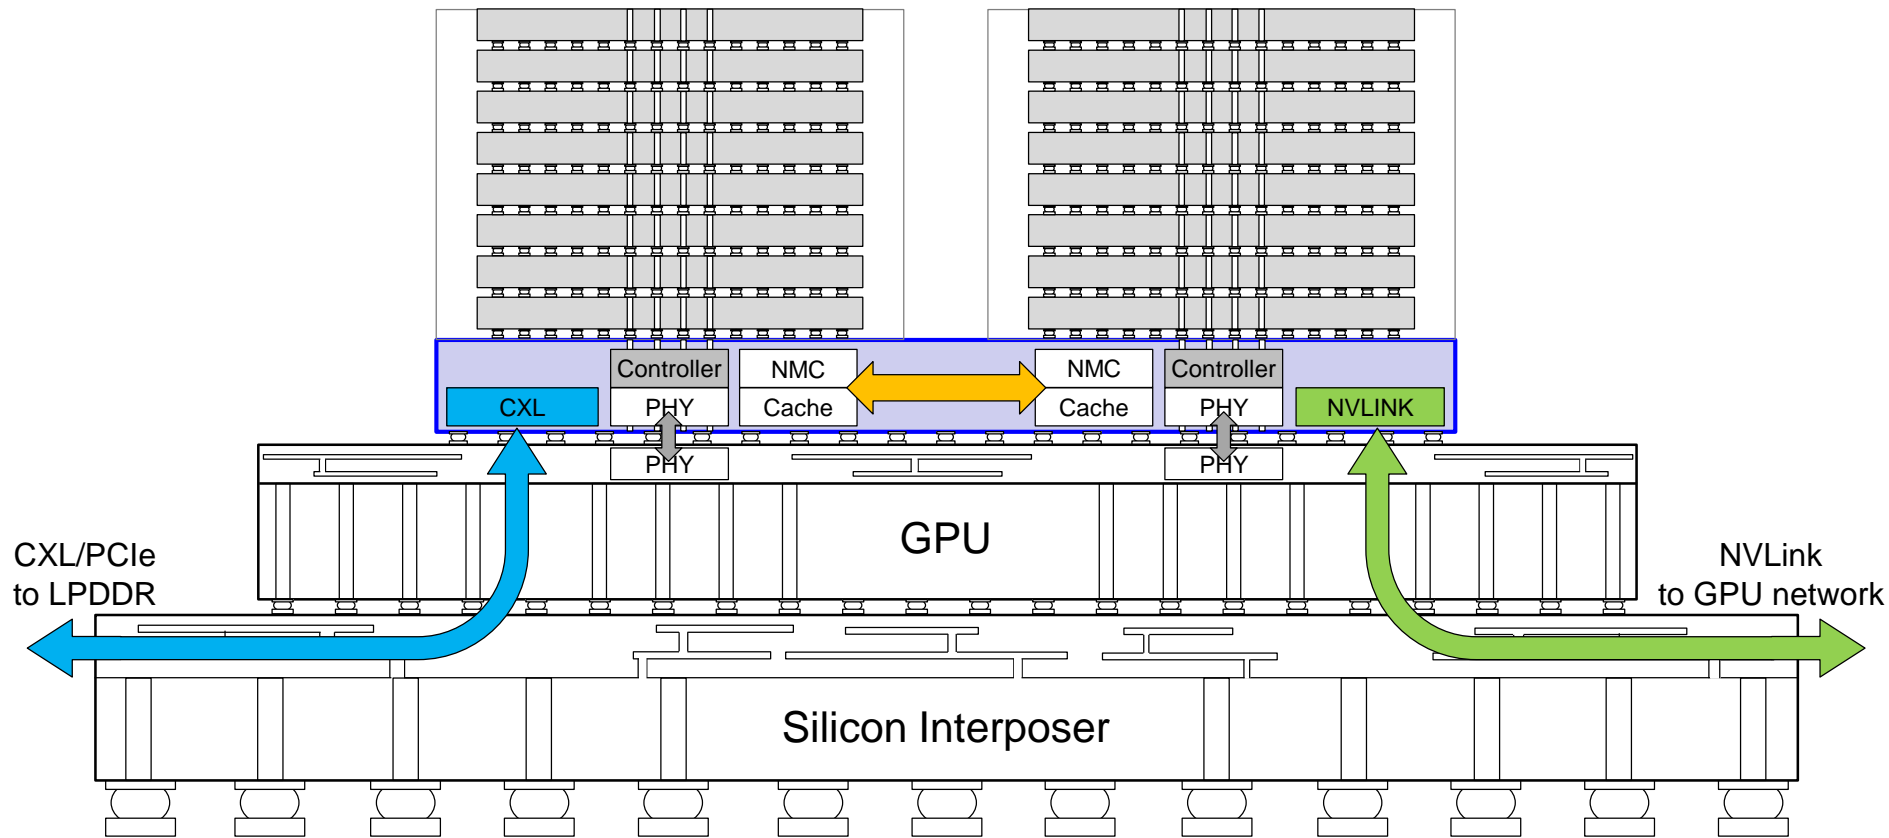 Controller
NMC
NMC
Controller
CXL
PHY
Cache
Cache
PHY
NVLINK
PHY
PHY
GPU
CXL/PCIe
to LPDDR
NVLink
to GPU network
Silicon Interposer